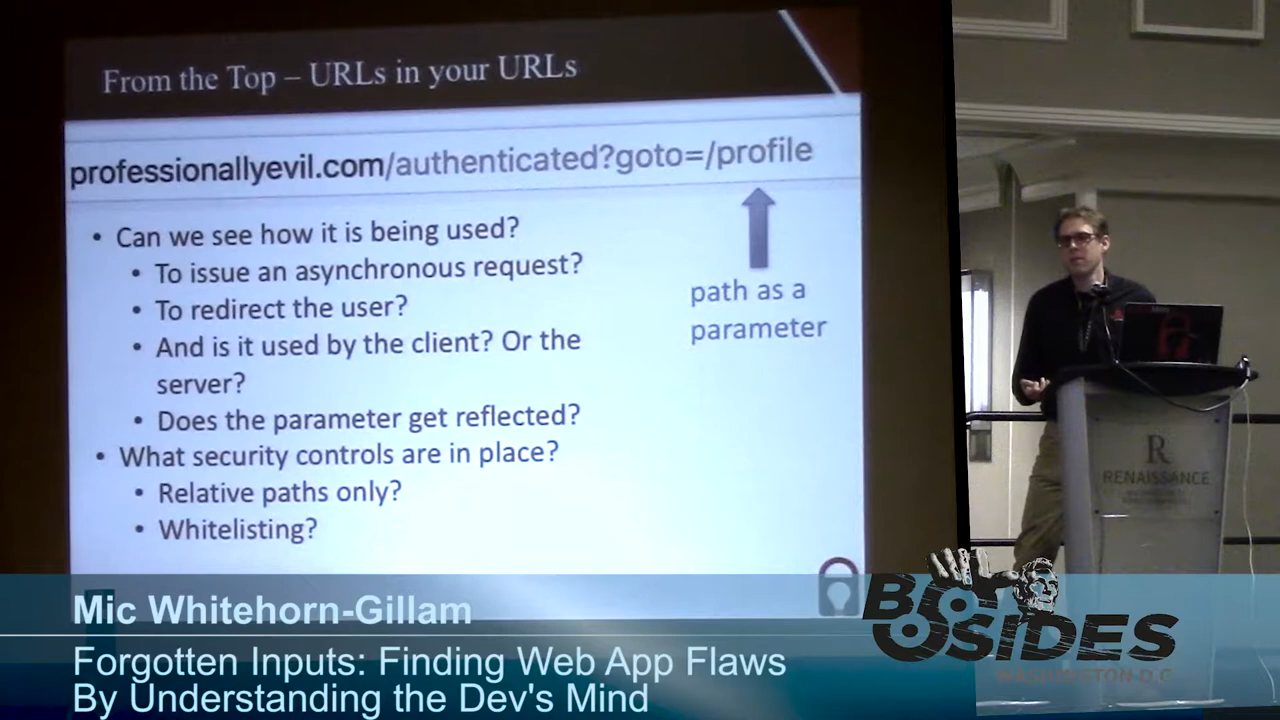 From the Top – URLs in your URLs
professionallyevil.com/authenticated?goto=/profile
• Can we see how it is being used?
• To issue an asynchronous request?
• To redirect the user?
• And is it used by the client? Or the
server?
• Does the parameter get reflected?
• What security controls are in place?
• Relative paths only?
• Whitelisting?
path as a
parameter
R
RENAISSANCE
Mic Whitehorn-Gillam
Forgotten Inputs: Finding Web App Flaws
By Understanding the Dev's Mind
BSIDES
WASHINGTON D.C.